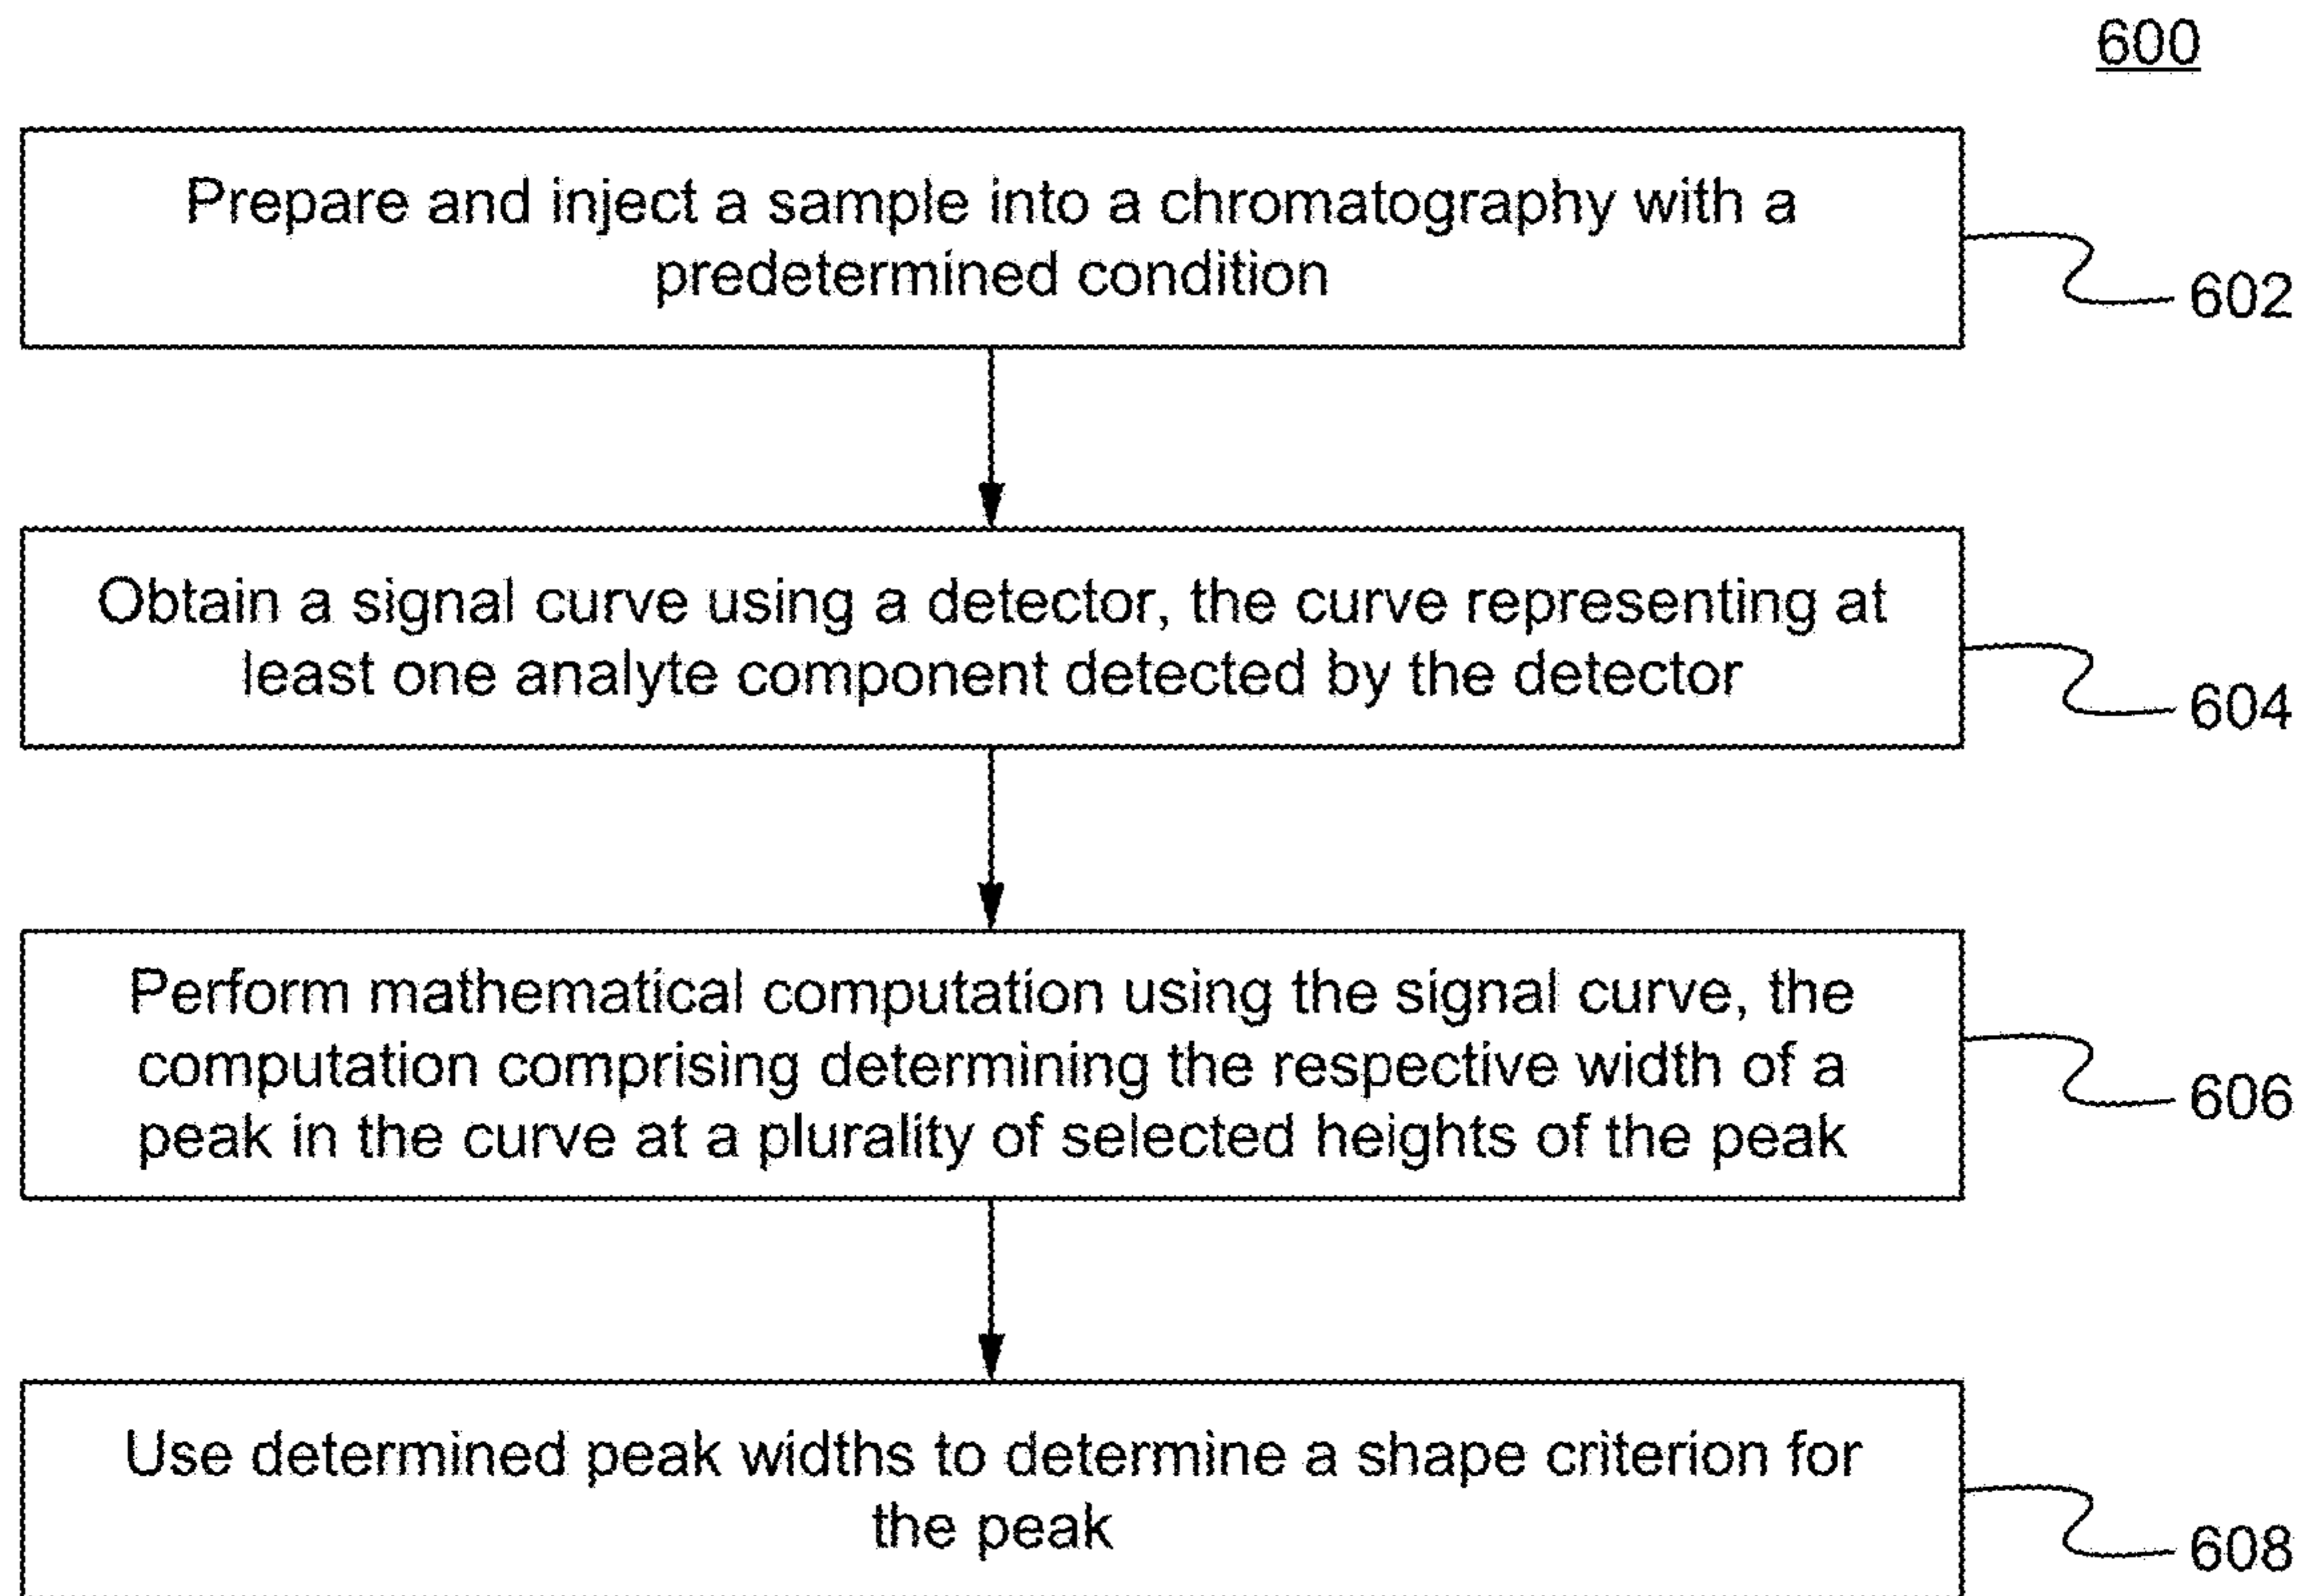 600
Prepare and inject a sample into a chromatography with a
predetermined condition
602
Obtain a signal curve using a detector, the curve representing at
least one analyte component detected by the detector
604
Perform mathematical computation using the signal curve, the
computation comprising determining the respective width of a
peak in the curve at a plurality of selected heights of the peak
606
Use determined peak widths to determine a shape criterion for
the peak
608